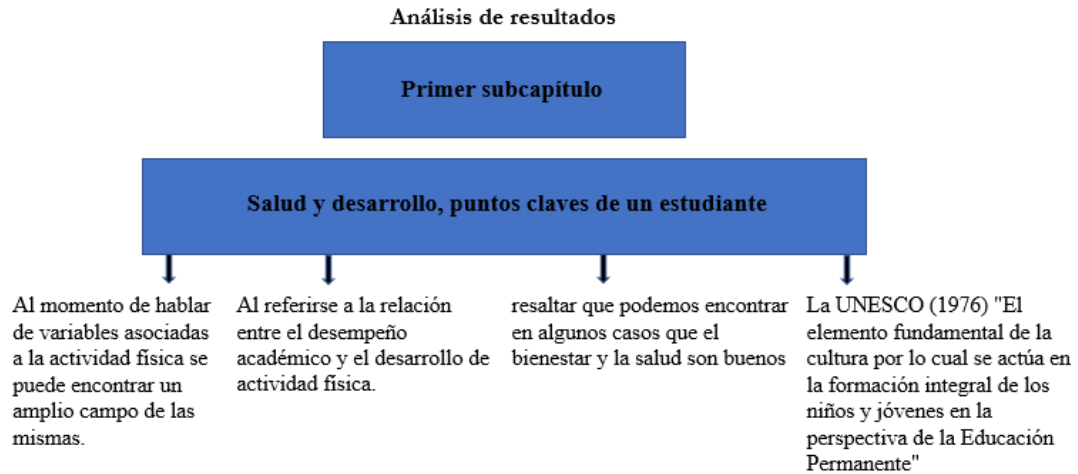 Análisis de resultados
Primer subcapítulo
Salud y desarrollo, puntos claves de un estudiante
Al momento de hablar
de variables asociadas
a la actividad física se
puede encontrar un
amplio campo de las
mismas.
Al referirse a la relación
entre el desempeño
académico y el desarrollo de
actividad física.
resaltar que podemos encontrar
en algunos casos que el
bienestar y la salud son buenos
La UNESCO (1976) "El
elemento fundamental de la
cultura por lo cual se actúa en
la formación integral de los
niños y jóvenes en la
perspectiva de la Educación
Permanente"